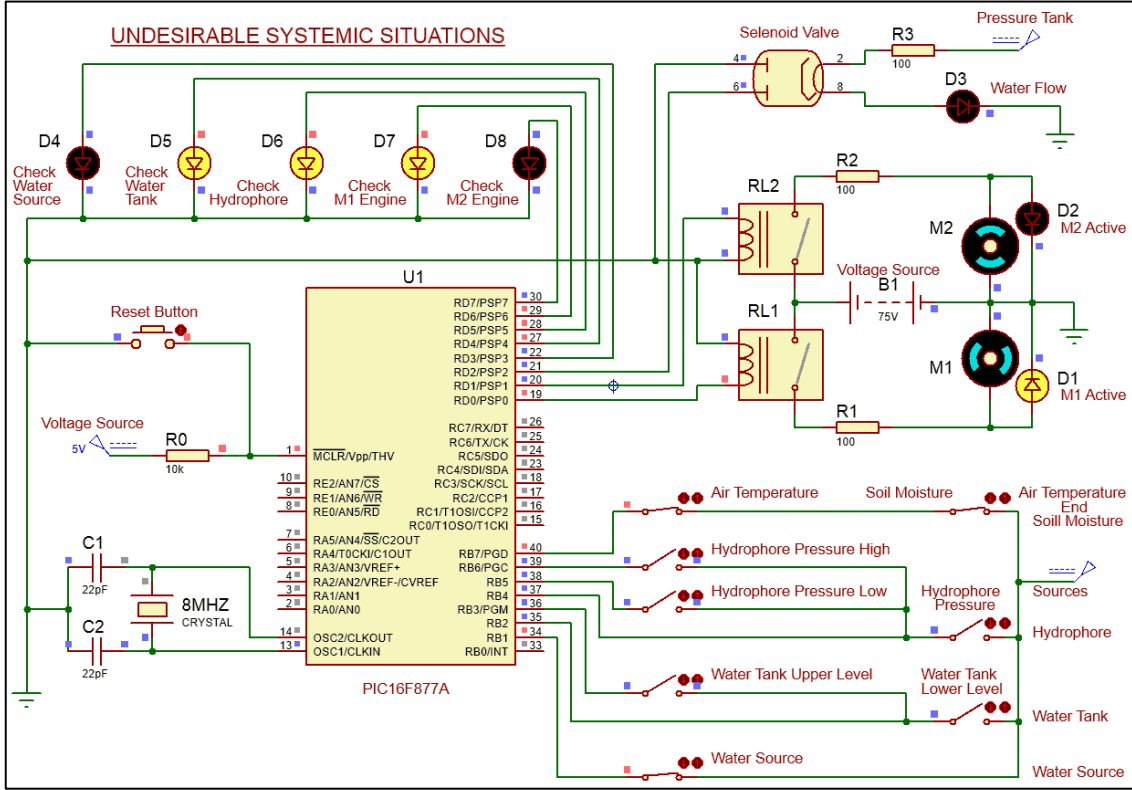 UNDESIRABLE SYSTEMIC SITUATIONS
D4
Check
Water
Source
D5
Check
Water
Tank
D6
Check
Hydrophore
D7
Check
M1 Engine
D8
Check
M2 Engine
Selenoid Valve
4
6
2
8
R3
100
Pressure Tank
D3
Water Flow
RL2
R2
100
M2
D2
M2 Active
Voltage Source
B1
75V
RL1
M1
D1
M1 Active
R1
100
Reset Button
Voltage Source
5V
R0
10k
C1
22pF
C2
22pF
8MHZ
CRYSTAL
U1
1
MCLR/Vpp/THV
10
RE2/AN7/CS
9
RE1/AN6/WR
8
RE0/AN5/RD
7
RA5/AN4/SS/C2OUT
6
RA4/T0CKI/C1OUT
5
RA3/AN3/VREF+
4
RA2/AN2/VREF-/CVREF
3
RA1/AN1
2
RA0/AN0
14
OSC2/CLKOUT
13
OSC1/CLKIN
RD7/PSP7
30
RD6/PSP6
29
RD5/PSP5
28
RD4/PSP4
27
RD3/PSP3
22
RD2/PSP2
21
RD1/PSP1
20
RD0/PSP0
19
RC7/RX/DT
26
RC6/TX/CK
25
RC5/SDO
24
RC4/SDI/SDA
23
RC3/SCK/SCL
18
RC2/CCP1
17
RC1/T1OSI/CCP2
16
RC0/T1OSO/T1CKI
15
RB7/PGD
40
RB6/PGC
39
RB5
38
RB4
37
RB3/PGM
36
RB2
35
RB1
34
RB0/INT
33
PIC16F877A
Air Temperature
Soil Moisture
Air Temperature
End
Soill Moisture
Hydrophore Pressure High
Hydrophore Pressure Low
Hydrophore
Pressure
Sources
Hydrophore
Water Tank Upper Level
Water Tank
Lower Level
Water Tank
Water Source
Water Source